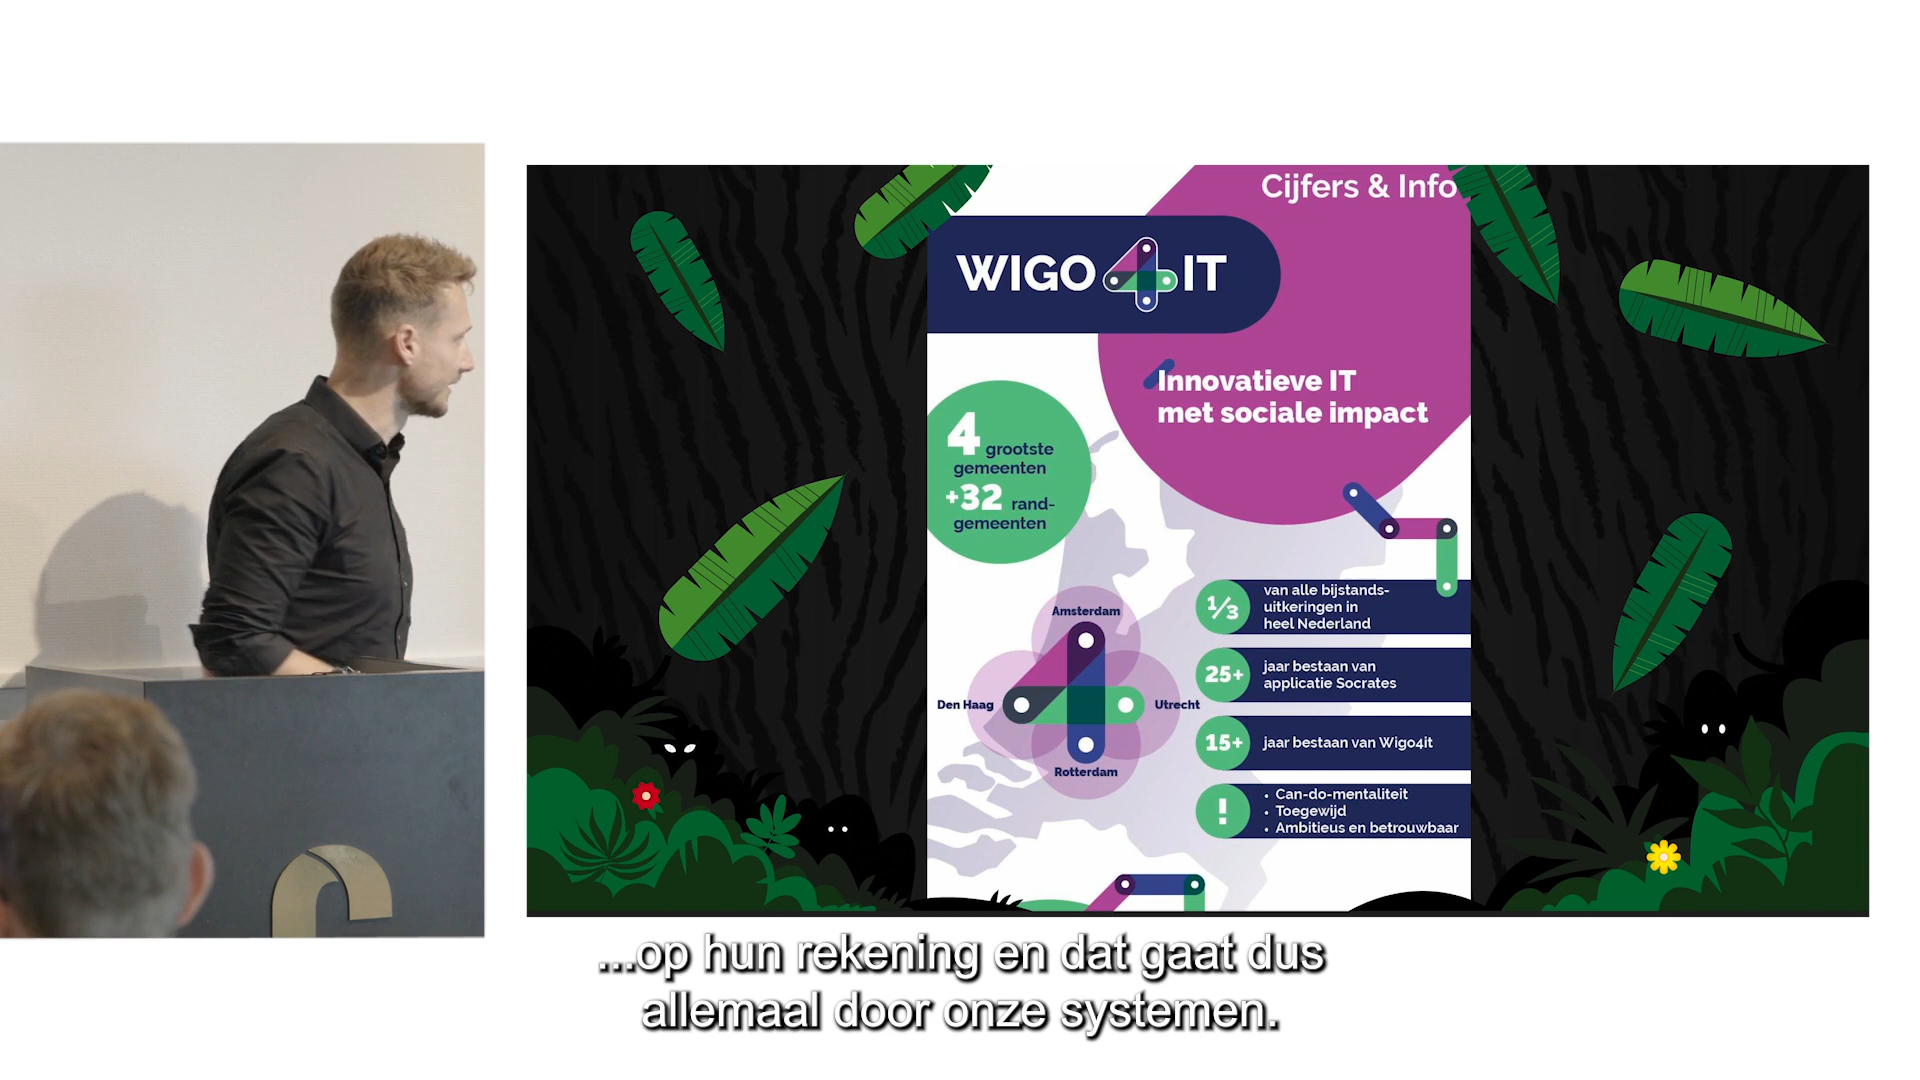 Cijfers & Info
WIGO4IT
Innovatieve IT
met sociale impact
4 grootste
gemeenten
+32 rand-
gemeenten
Amsterdam
Den Haag
Utrecht
Rotterdam
1/3
van alle bijstands-
uitkeringen in
heel Nederland
25+
jaar bestaan van
applicatie Socrates
15+
jaar bestaan van Wigo4it
!
• Can-do-mentaliteit
• Toegewijd
• Ambitieus en betrouwbaar
...op hun rekening en dat gaat dus
allemaal door onze systemen.